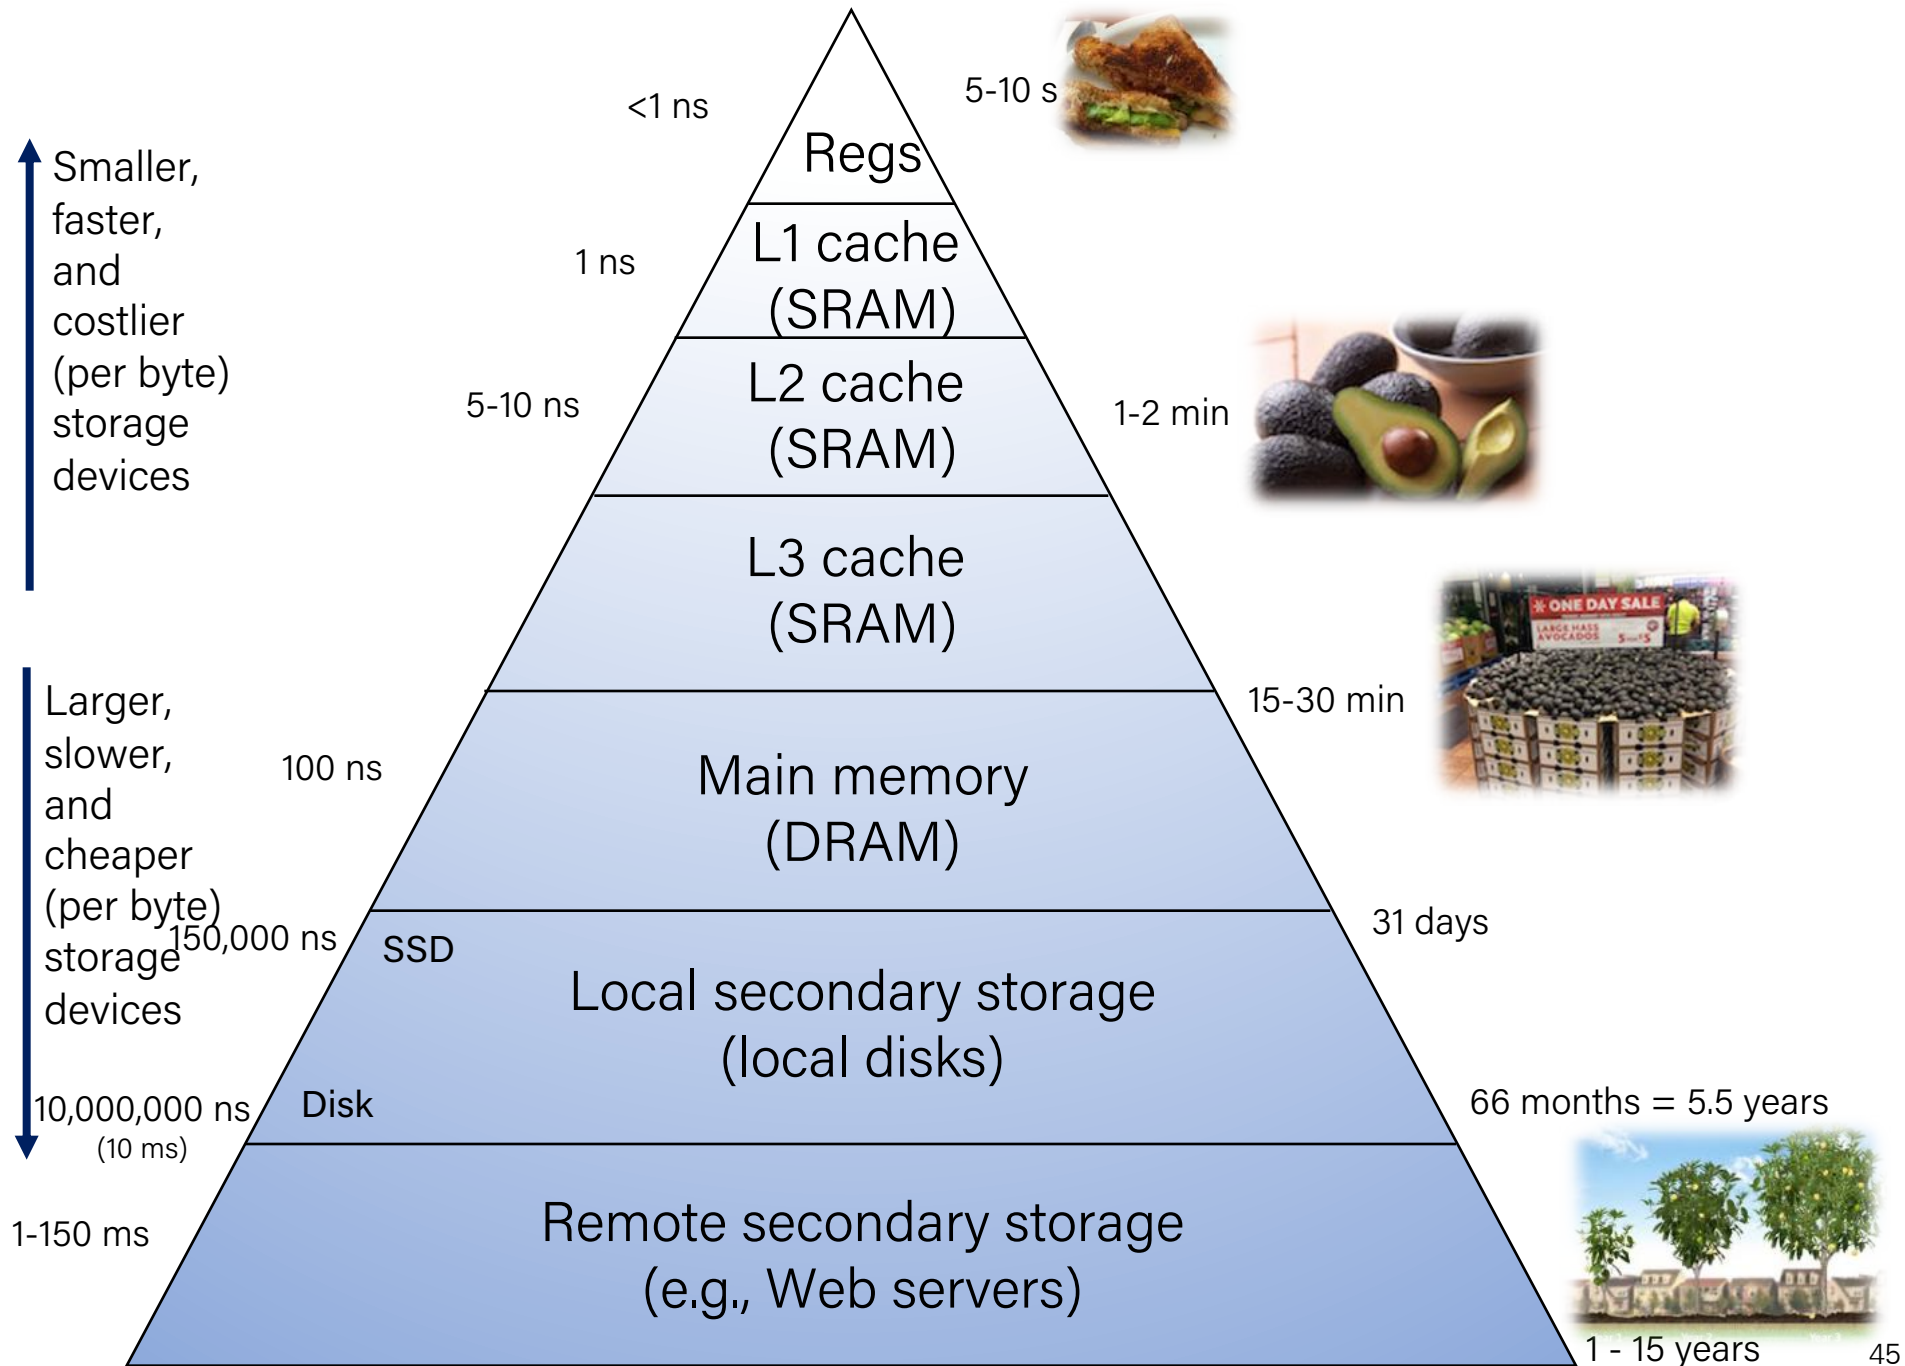 <1 ns
5-10 s
Regs
Smaller,
faster,
and
costlier
(per byte)
storage
devices
1 ns
L1 cache
(SRAM)
5-10 ns
L2 cache
(SRAM)
1-2 min
L3 cache
(SRAM)
* ONE DAY SALE
LARGE HASS
AVOCADOS
15-30 min
Larger,
slower,
and
cheaper
(per byte)
storage
devices
100 ns
Main memory
(DRAM)
31 days
150,000 ns
SSD
Local secondary storage
(local disks)
10,000,000 ns
(10 ms)
Disk
66 months = 5.5 years
1-150 ms
Remote secondary storage
(e.g., Web servers)
1 - 15 years
45